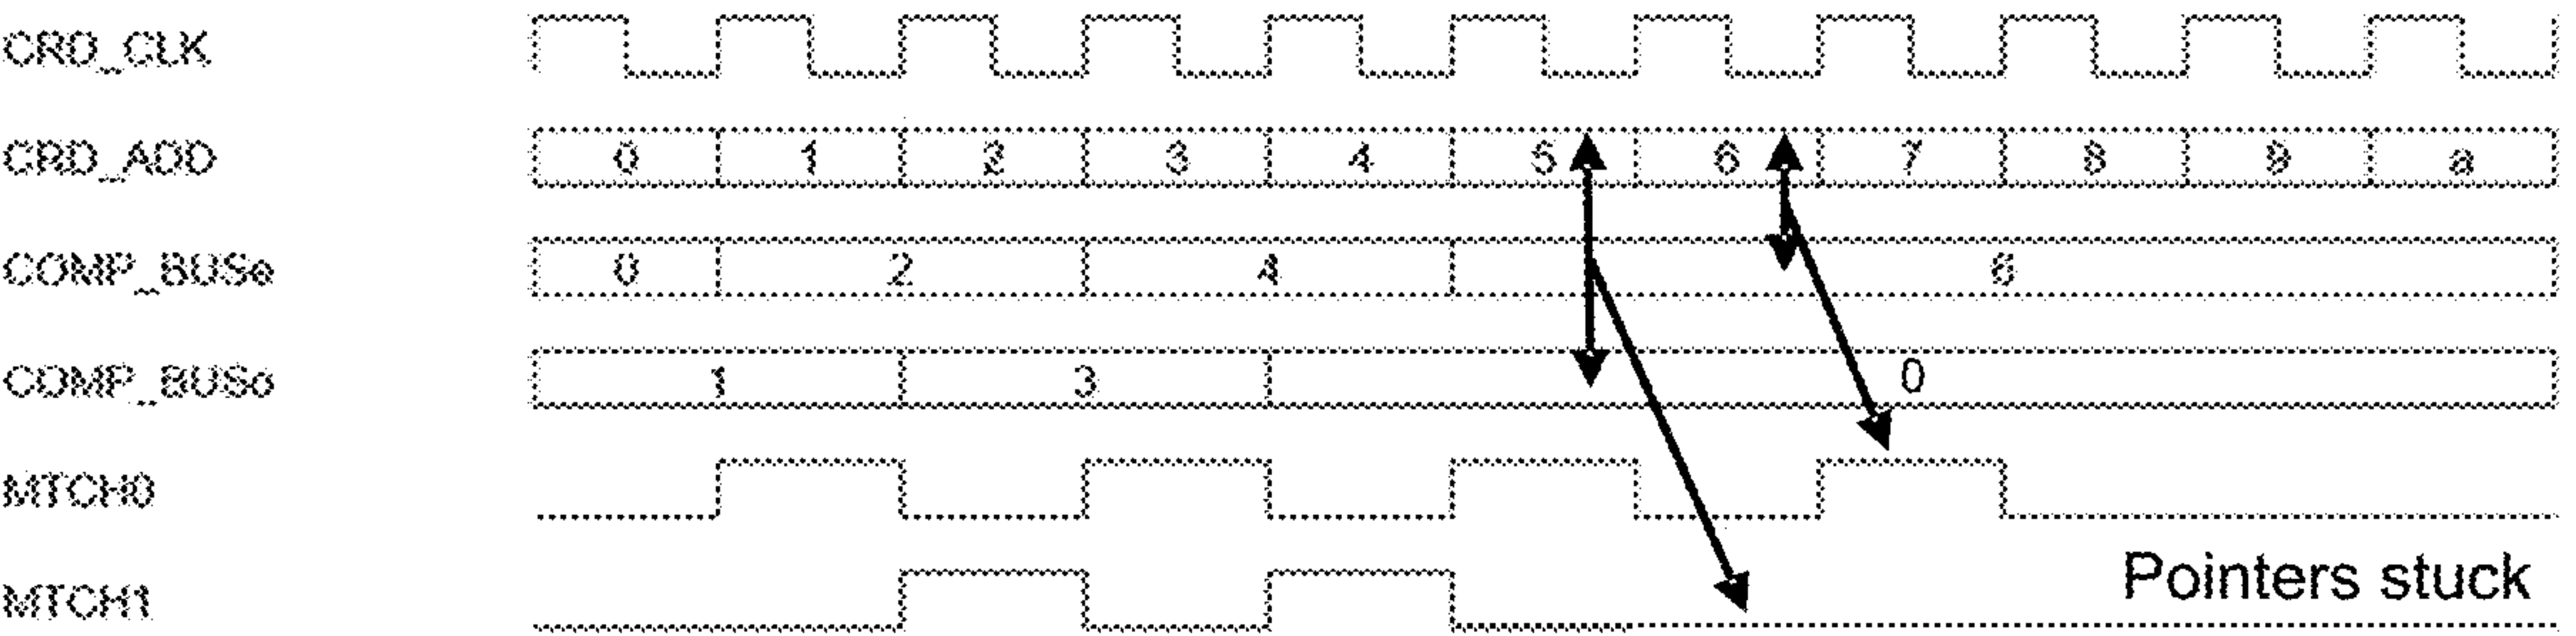 CRD_CLK
CRD_ADD 0 1 2 3 4 5 6 7 8 9 a
COMP_BUSe 0 2 4 6
COMP_BUSo 1 3 0
MTCH0
MTCH1 Pointers stuck